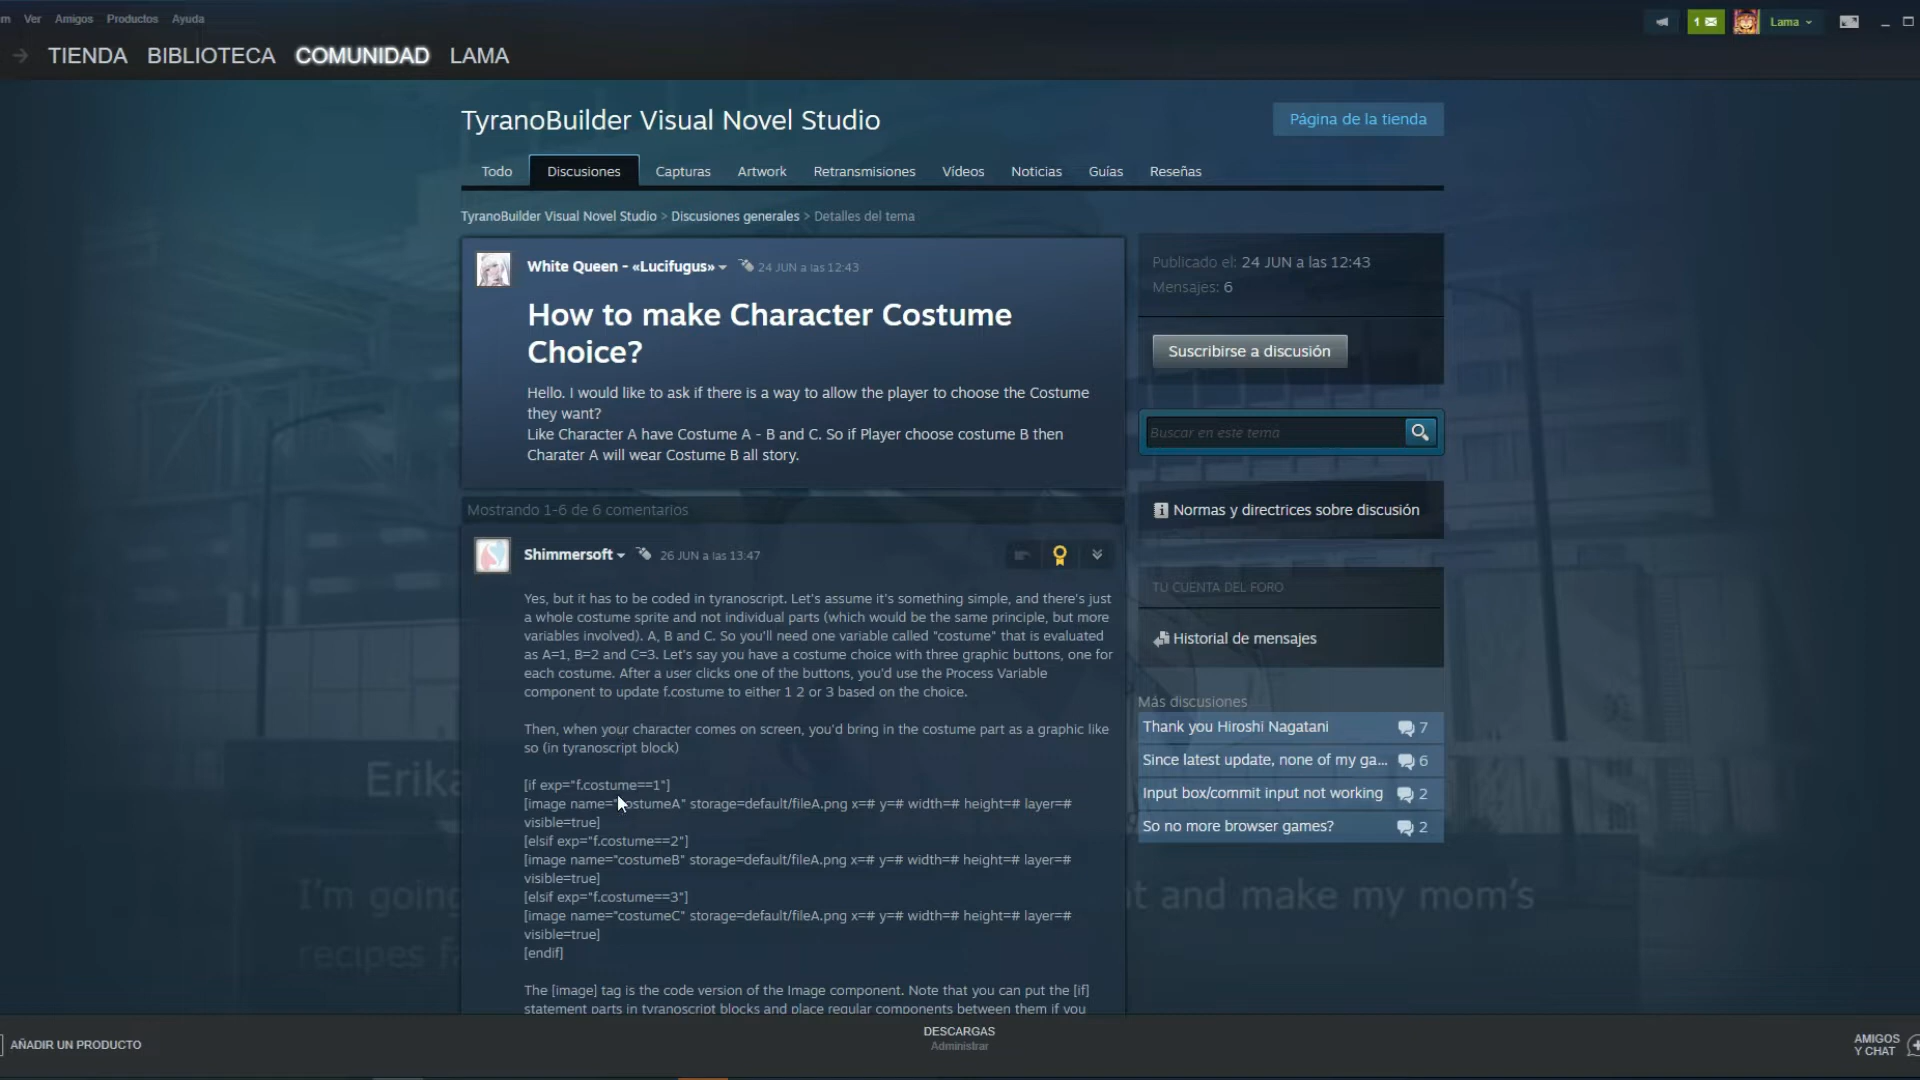 Ver Amigos Productos Ayuda
1
Lama
TIENDA BIBLIOTECA COMUNIDAD LAMA
TyranoBuilder Visual Novel Studio
Página de la tienda
Todo Discusiones Capturas Artwork Retransmisiones Vídeos Noticias Guías Reseñas
TyranoBuilder Visual Novel Studio > Discusiones generales > Detalles del tema
White Queen - «Lucifugus» 24 JUN a las 12:43
How to make Character Costume
Choice?
Hello. I would like to ask if there is a way to allow the player to choose the Costume
they want?
Like Character A have Costume A - B and C. So if Player choose costume B then
Charater A will wear Costume B all story.
Publicado el: 24 JUN a las 12:43
Mensajes: 6
Suscribirse a discusión
Buscar en este tema
Normas y directrices sobre discusión
TU CUENTA DEL FORO
Historial de mensajes
Más discusiones
Thank you Hiroshi Nagatani 7
Since latest update, none of my ga... 6
Input box/commit input not working 2
So no more browser games? 2
Mostrando 1-6 de 6 comentarios
Shimmersoft 26 JUN a las 13:47
Yes, but it has to be coded in tyranoscript. Let's assume it's something simple, and there's just
a whole costume sprite and not individual parts (which would be the same principle, but more
variables involved). A, B and C. So you'll need one variable called "costume" that is evaluated
as A=1, B=2 and C=3. Let's say you have a costume choice with three graphic buttons, one for
each costume. After a user clicks one of the buttons, you'd use the Process Variable
component to update f.costume to either 1 2 or 3 based on the choice.
Then, when your character comes on screen, you'd bring in the costume part as a graphic like
so (in tyranoscript block)
[if exp="f.costume==1"]
[image name="costumeA" storage=default/fileA.png x=# y=# width=# height=# layer=#
visible=true]
[elsif exp="f.costume==2"]
[image name="costumeB" storage=default/fileA.png x=# y=# width=# height=# layer=#
visible=true]
[elsif exp="f.costume==3"]
[image name="costumeC" storage=default/fileA.png x=# y=# width=# height=# layer=#
visible=true]
[endif]
The [image] tag is the code version of the Image component. Note that you can put the [if]
statement parts in tyranoscript blocks and place regular components between them if you
Erika
I'm going
t and make my mom's
recipes
AÑADIR UN PRODUCTO
DESCARGAS
Administrar
AMIGOS
Y CHAT